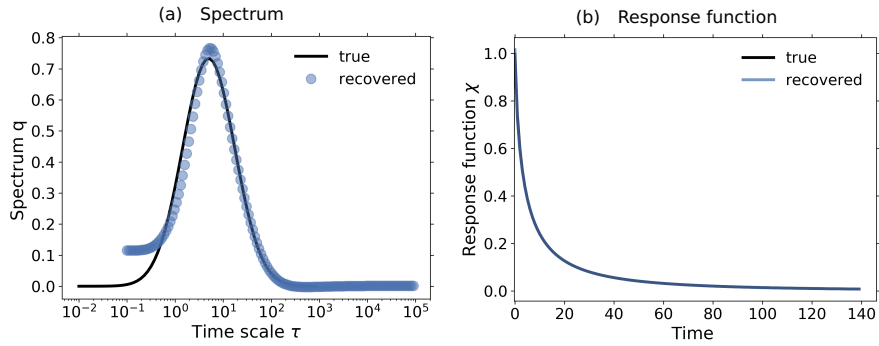 (a) Spectrum
0.8
0.7
0.6
0.5
0.4
0.3
0.2
0.1
0.0
Spectrum q
true
recovered
10⁻² 10⁻¹ 10⁰ 10¹ 10² 10³ 10⁴ 10⁵
Time scale τ
(b) Response function
1.0
0.8
0.6
0.4
0.2
0.0
Response function χ
true
recovered
0 20 40 60 80 100 120 140
Time